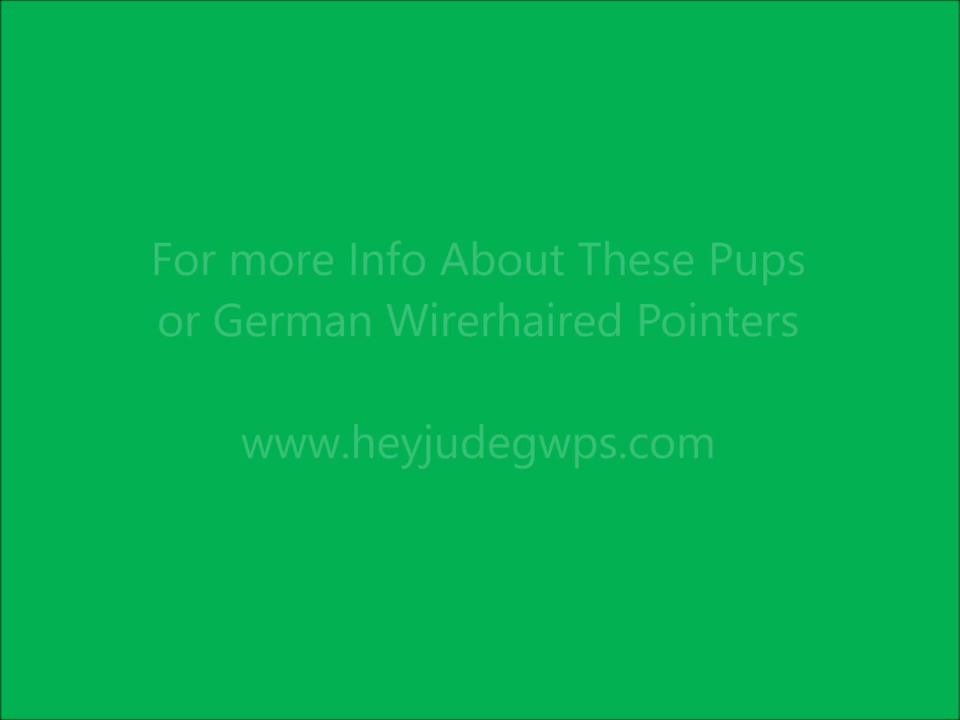 For more Info About These Pups
or German Wirerhaired Pointers
www.heyjudegwps.com